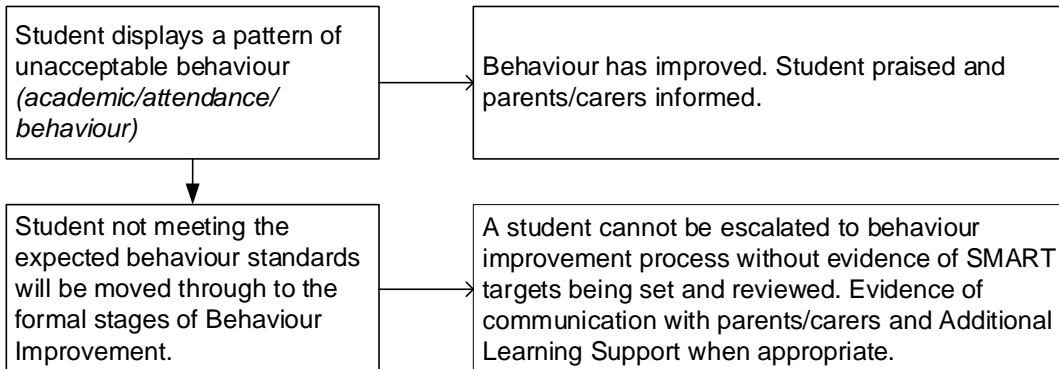 Student displays a pattern of
unacceptable behaviour
(academic/attendance/
behaviour)
Behaviour has improved. Student praised and
parents/carers informed.
Student not meeting the
expected behaviour standards
will be moved through to the
formal stages of Behaviour
Improvement.
A student cannot be escalated to behaviour
improvement process without evidence of SMART
targets being set and reviewed. Evidence of
communication with parents/carers and Additional
Learning Support when appropriate.